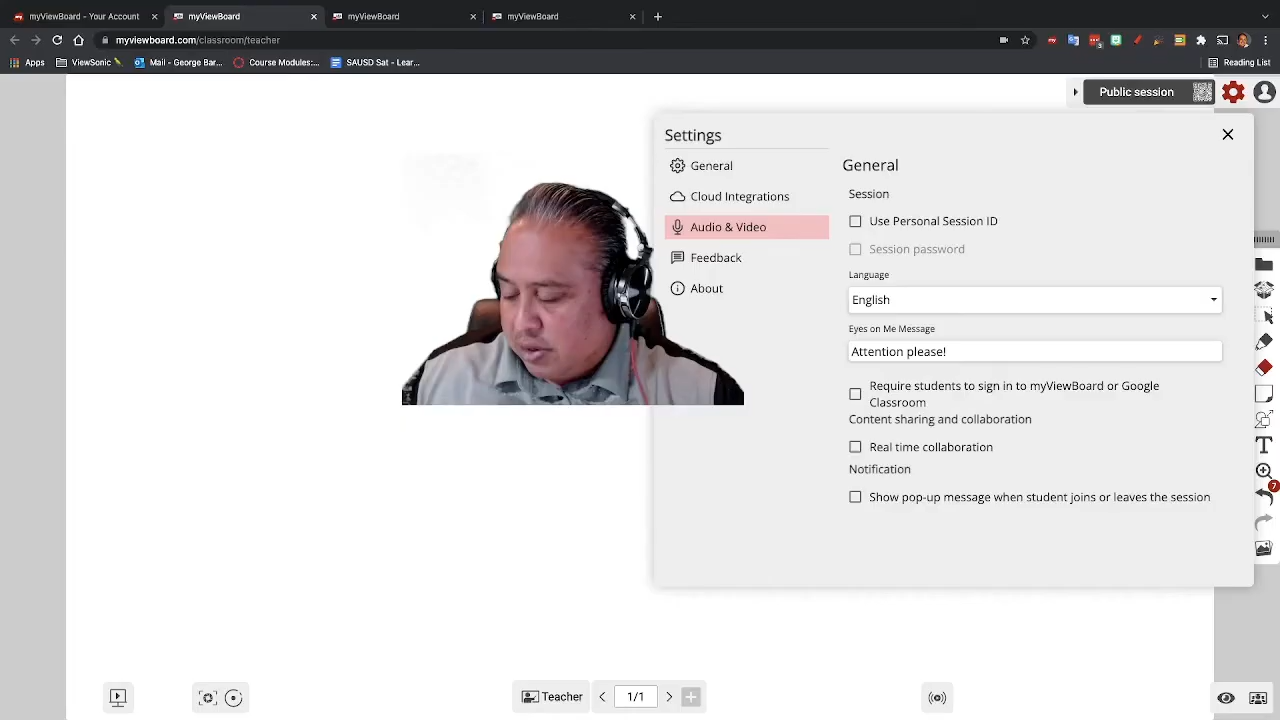 myViewBoard - Your Account
myViewBoard
myViewBoard
myViewBoard
myviewboard.com/classroom/teacher
Apps
ViewSonic
Mail - George Bar...
Course Modules:...
SAUSD Sat - Lear...
Reading List
Public session
Settings
General
Cloud Integrations
Audio & Video
Feedback
About
General
Session
Use Personal Session ID
Session password
Language
English
Eyes on Me Message
Attention please!
Require students to sign in to myViewBoard or Google
Classroom
Content sharing and collaboration
Real time collaboration
Notification
Show pop-up message when student joins or leaves the session
7
Teacher
1/1